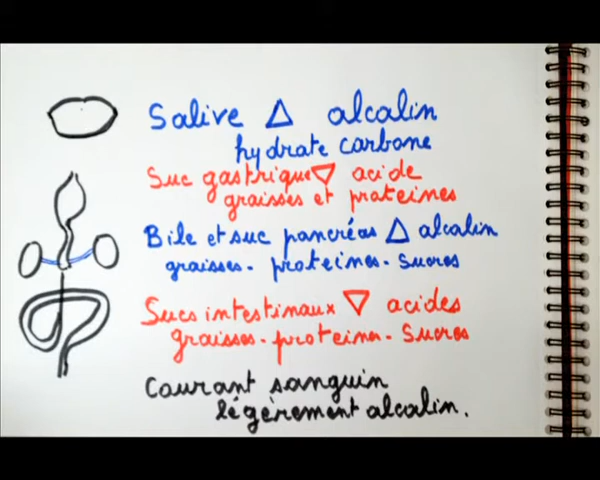 Salive △ alcalin
hydrate carbone
Suc gastrique ▽ acide
graisses et proteines
Bile et suc pancréas △ alcalin
graisses - proteines - sucres
Sucs intestinaux ▽ acides
graisses - proteines - sucres
Courant sanguin
légèrement alcalin.